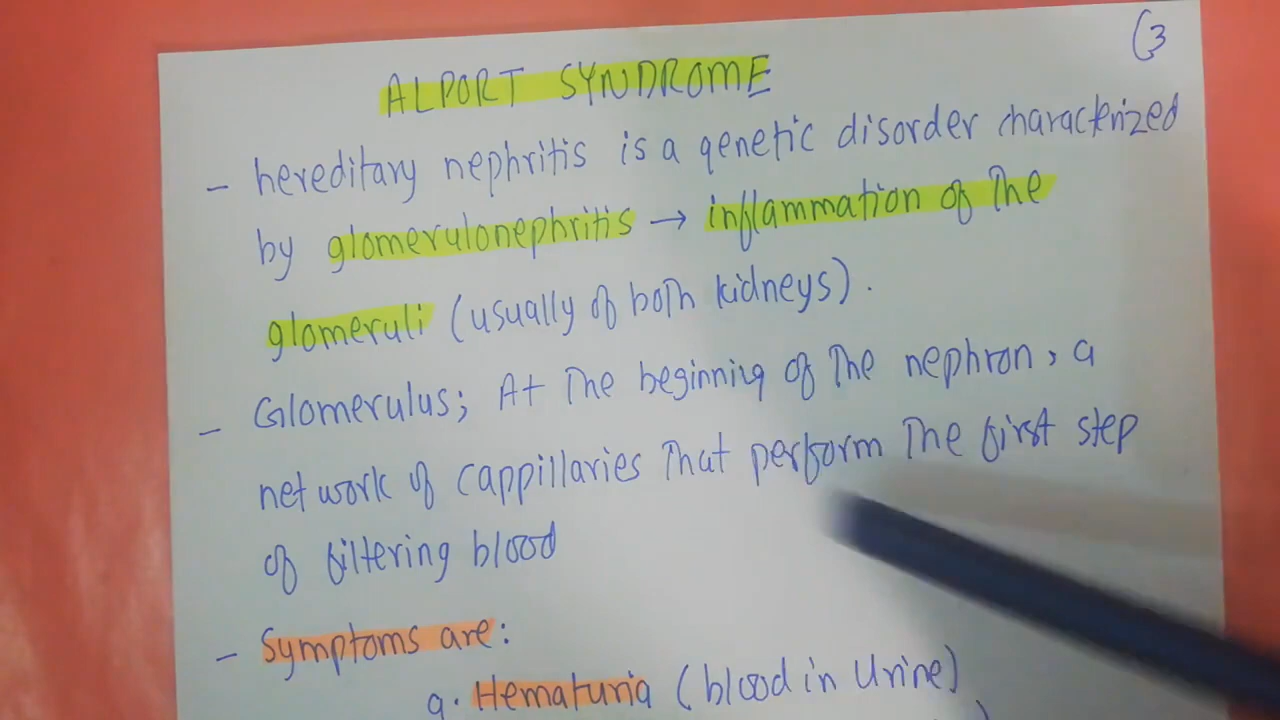 (3
ALPORT SYNDROME
- hereditary nephritis is a genetic disorder characterized
by glomerulonephritis → inflammation of The
glomeruli (usually of both kidneys).
- Glomerulus; At The beginning of The nephron, a
network of cappillaries That perform The first step
of filtering blood
- Symptoms are:
a. Hematuria (blood in Urine)